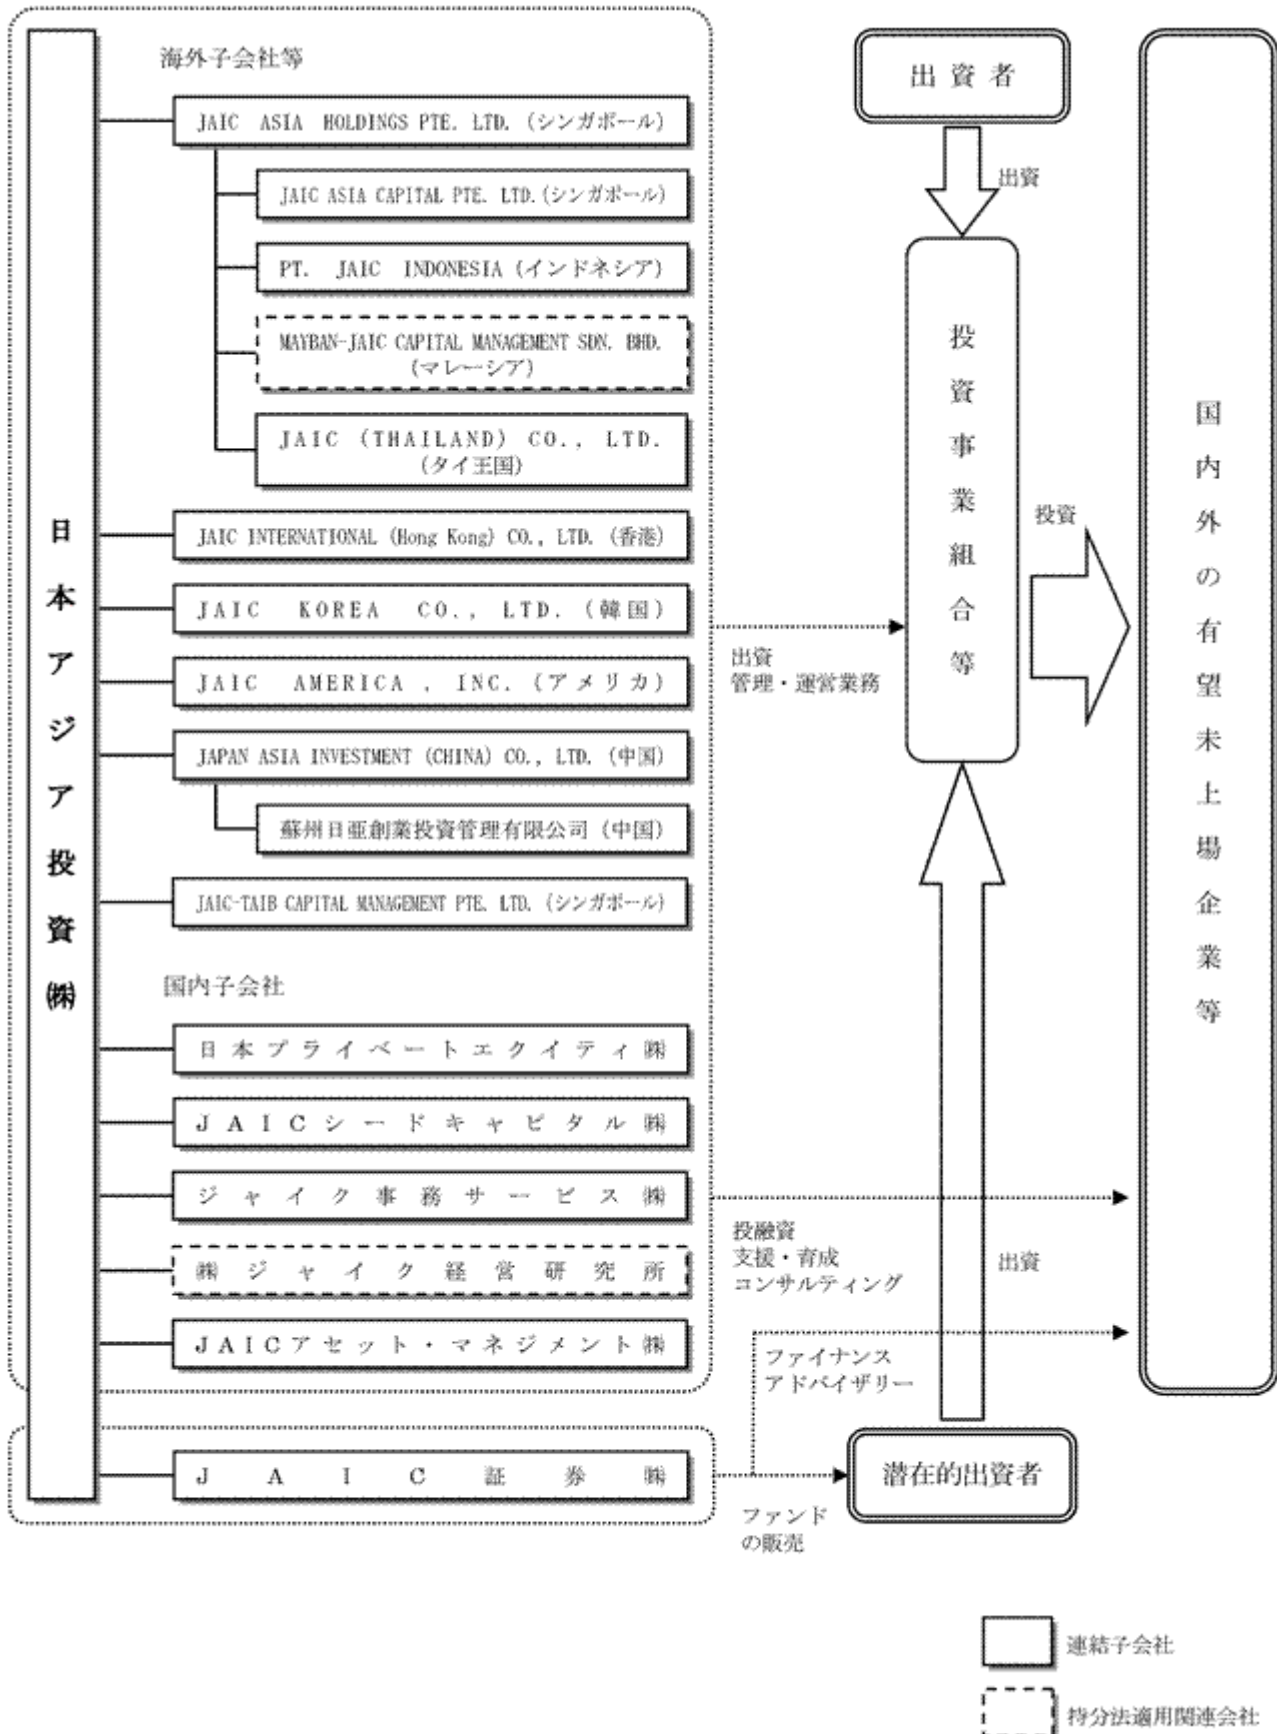 海外子会社等
JAIC ASIA HOLDINGS PTE. LTD. (シンガポール)
JAIC ASIA CAPITAL PTE. LTD. (シンガポール)
PT. JAIC INDONESIA (インドネシア)
MAYBAN-JAIC CAPITAL MANAGEMENT SDN. BHD.
(マレーシア)
JAIC (THAILAND) CO., LTD.
(タイ王国)
JAIC INTERNATIONAL (Hong Kong) CO., LTD. (香港)
JAIC KOREA CO., LTD. (韓国)
JAIC AMERICA , INC. (アメリカ)
JAPAN ASIA INVESTMENT (CHINA) CO., LTD. (中国)
蘇州日亜創業投資管理有限公司 (中国)
JAIC-TAIB CAPITAL MANAGEMENT PTE. LTD. (シンガポール)
日本アジア投資㈱
国内子会社
日本プライベートエクイティ㈱
JAICシードキャピタル㈱
ジャイク事務サービス㈱
㈱ジャイク経営研究所
JAICアセット・マネジメント㈱
JAIC証券㈱
出資者
出資
投資事業組合等
投資
国内外の有望未上場企業等
出資
管理・運営業務
投融資
支援・育成
コンサルティング
出資
ファイナンス
アドバイザリー
潜在的出資者
ファンド
の販売
連結子会社
持分法適用関連会社